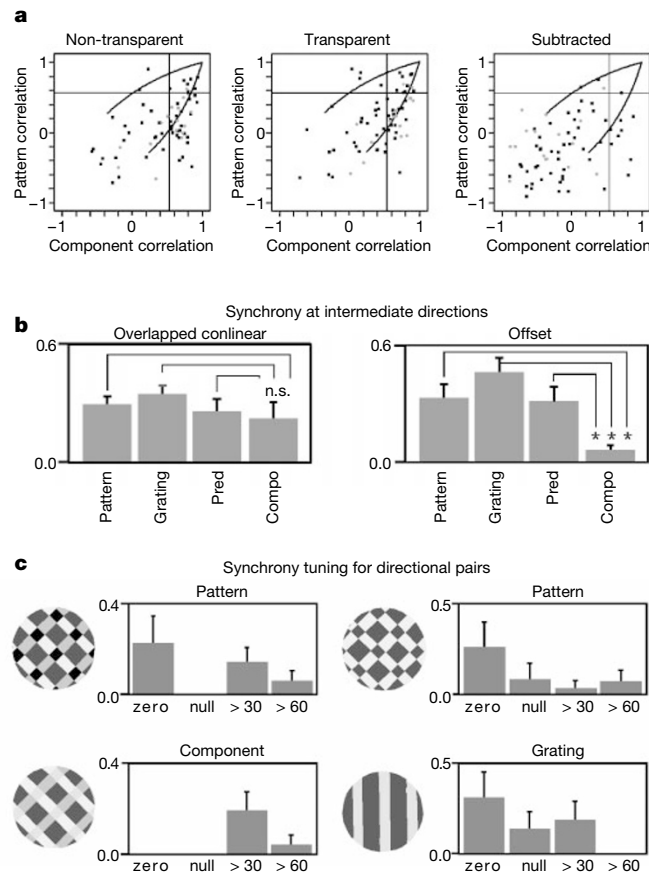 a
Non-transparent
Transparent
Subtracted
Pattern correlation
1
0
−1
−1
0
1
Component correlation
Pattern correlation
1
0
−1
−1
0
1
Component correlation
Pattern correlation
1
0
−1
−1
0
1
Component correlation
b
Synchrony at intermediate directions
Overlapped conlinear
0.6
0.0
n.s.
Pattern
Grating
Pred
Compo
Offset
0.6
0.0
* * *
Pattern
Grating
Pred
Compo
c
Synchrony tuning for directional pairs
Pattern
0.4
0.0
zero null > 30 > 60
Pattern
0.5
0.0
zero null > 30 > 60
Component
0.4
0.0
zero null > 30 > 60
Grating
0.5
0.0
zero null > 30 > 60